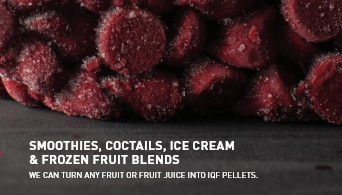 SMOOTHIES, COCTAILS, ICE CREAM
& FROZEN FRUIT BLENDS
WE CAN TURN ANY FRUIT OR FRUIT JUICE INTO IQF PELLETS.